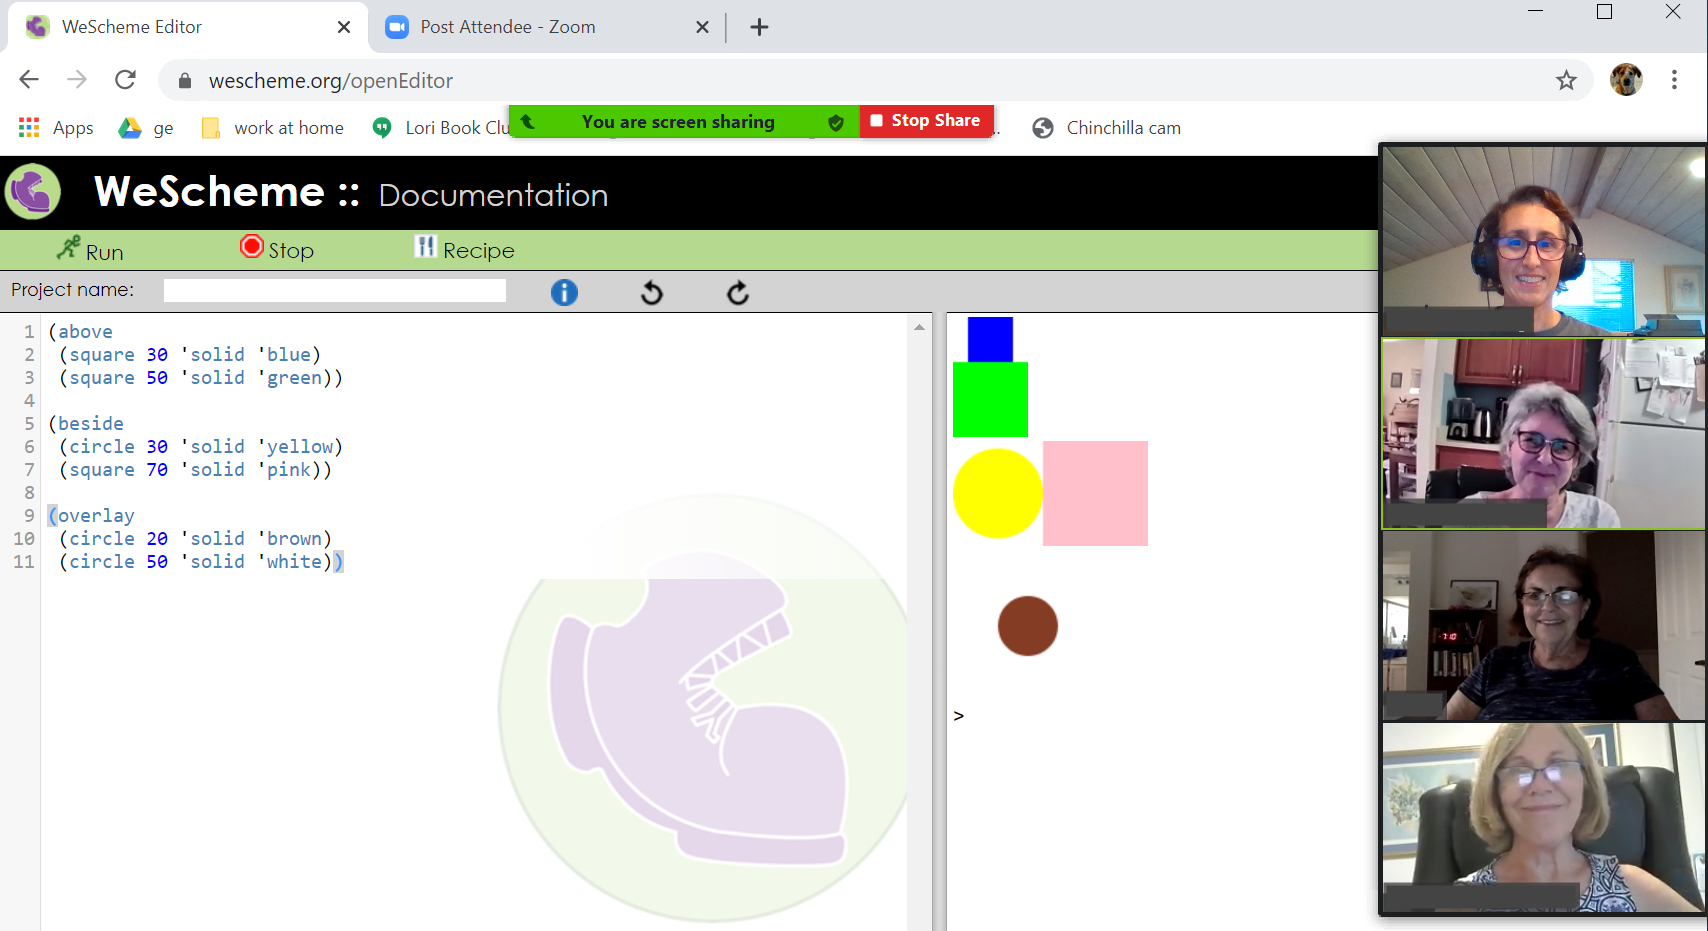 WeScheme Editor
Post Attendee - Zoom
wescheme.org/openEditor
Apps
ge
work at home
Lori Book Clu
You are screen sharing
Stop Share
..
Chinchilla cam
WeScheme :: Documentation
Run
Stop
Recipe
Project name:
1 (above
2 (square 30 'solid 'blue)
3 (square 50 'solid 'green))
4
5 (beside
6 (circle 30 'solid 'yellow)
7 (square 70 'solid 'pink))
8
9 (overlay
10 (circle 20 'solid 'brown)
11 (circle 50 'solid 'white))
>
7:10